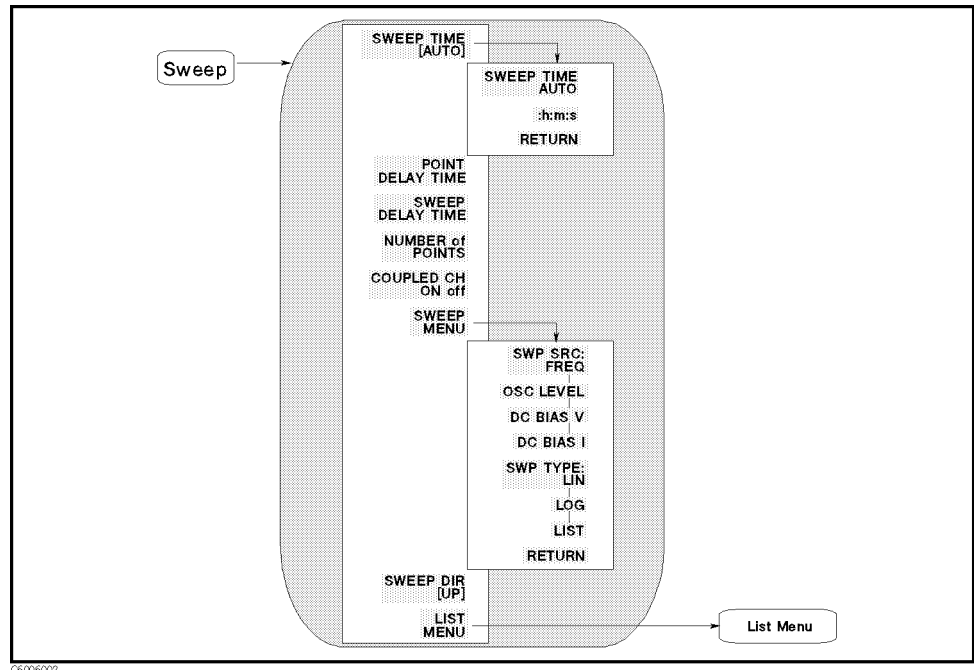 Sweep
SWEEP TIME
[AUTO]
SWEEP TIME
AUTO
:h:m:s
RETURN
POINT
DELAY TIME
SWEEP
DELAY TIME
NUMBER of
POINTS
COUPLED CH
ON off
SWEEP
MENU
SWP SRC:
FREQ
OSC LEVEL
DC BIAS V
DC BIAS I
SWP TYPE:
LIN
LOG
LIST
RETURN
SWEEP DIR
[UP]
LIST
MENU
List Menu
C6006002